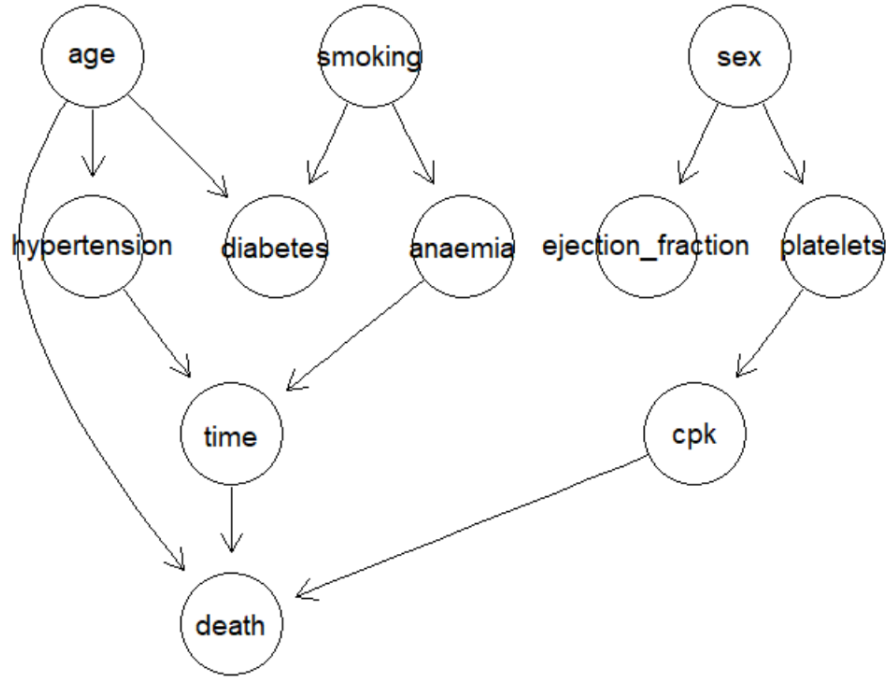 age
smoking
sex
hypertension
diabetes
anaemia
ejection_fraction
platelets
time
cpk
death